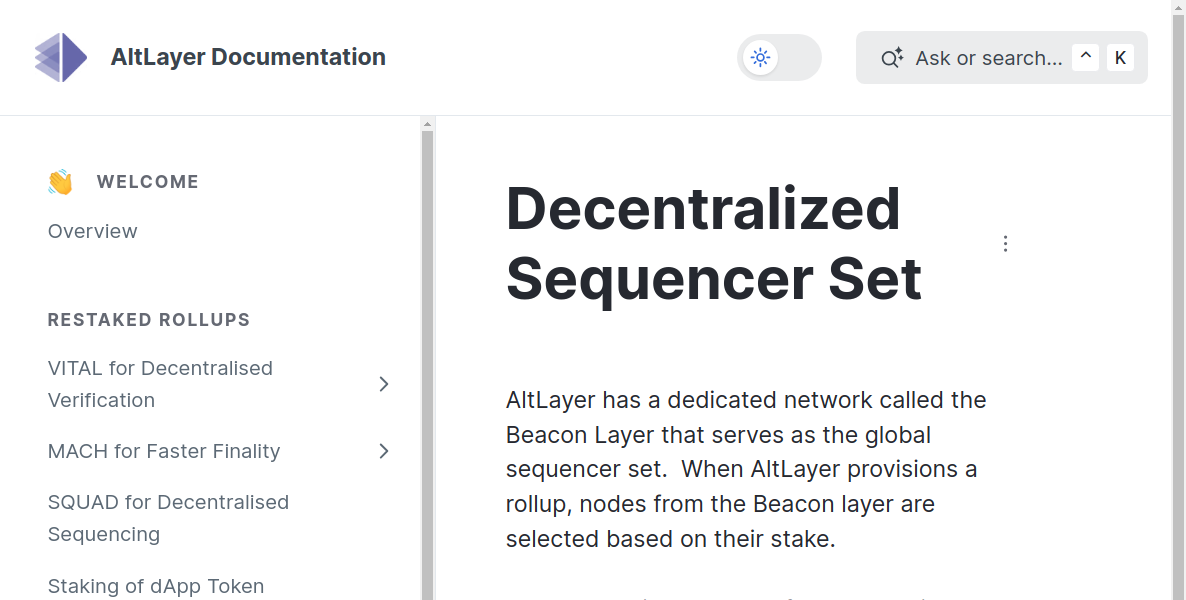 AltLayer Documentation
Ask or search...
^
K
WELCOME
Overview
RESTAKED ROLLUPS
VITAL for Decentralised
Verification
MACH for Faster Finality
SQUAD for Decentralised
Sequencing
Staking of dApp Token
Decentralized
Sequencer Set
AltLayer has a dedicated network called the
Beacon Layer that serves as the global
sequencer set.  When AltLayer provisions a
rollup, nodes from the Beacon layer are
selected based on their stake.